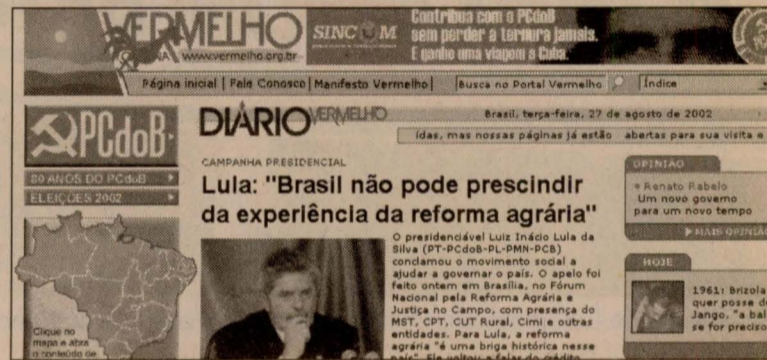 VERMELHO
www.vermelho.org.br
SINCOM
Contribua com o PCdoB
sem perder a ternura jamais.
E ganhe uma viagem a Cuba.
Página inicial | Fale Conosco | Manifesto Vermelho |
Busca no Portal Vermelho
Índice
PCdoB
80 ANOS DO PCdoB
ELEIÇÕES 2002
Clique no
mapa e abra
o conteúdo de
DIÁRIO VERMELHO
Brasil, terça-feira, 27 de agosto de 2002
idas, mas nossas páginas já estão abertas para sua visita e
CAMPANHA PRESIDENCIAL
Lula: "Brasil não pode prescindir
da experiência da reforma agrária"
O presidenciável Luiz Inácio Lula da
Silva (PT-PCdoB-PL-PMN-PCB)
conclamou o movimento social a
ajudar a governar o país. O apelo foi
feito ontem em Brasília, no Fórum
Nacional pela Reforma Agrária e
Justiça no Campo, com presença do
MST, CPT, CUT Rural, Cimi e outras
entidades. Para Lula, a reforma
agrária "é uma briga histórica nesse
país". Ele voltou a falar do crédito
OPINIÃO
Renato Rabelo
Um novo governo
para um novo tempo
MAIS OPINIÃO
HOJE
1961: Brizola
quer posse de
Jango, "a bal
se for preciso